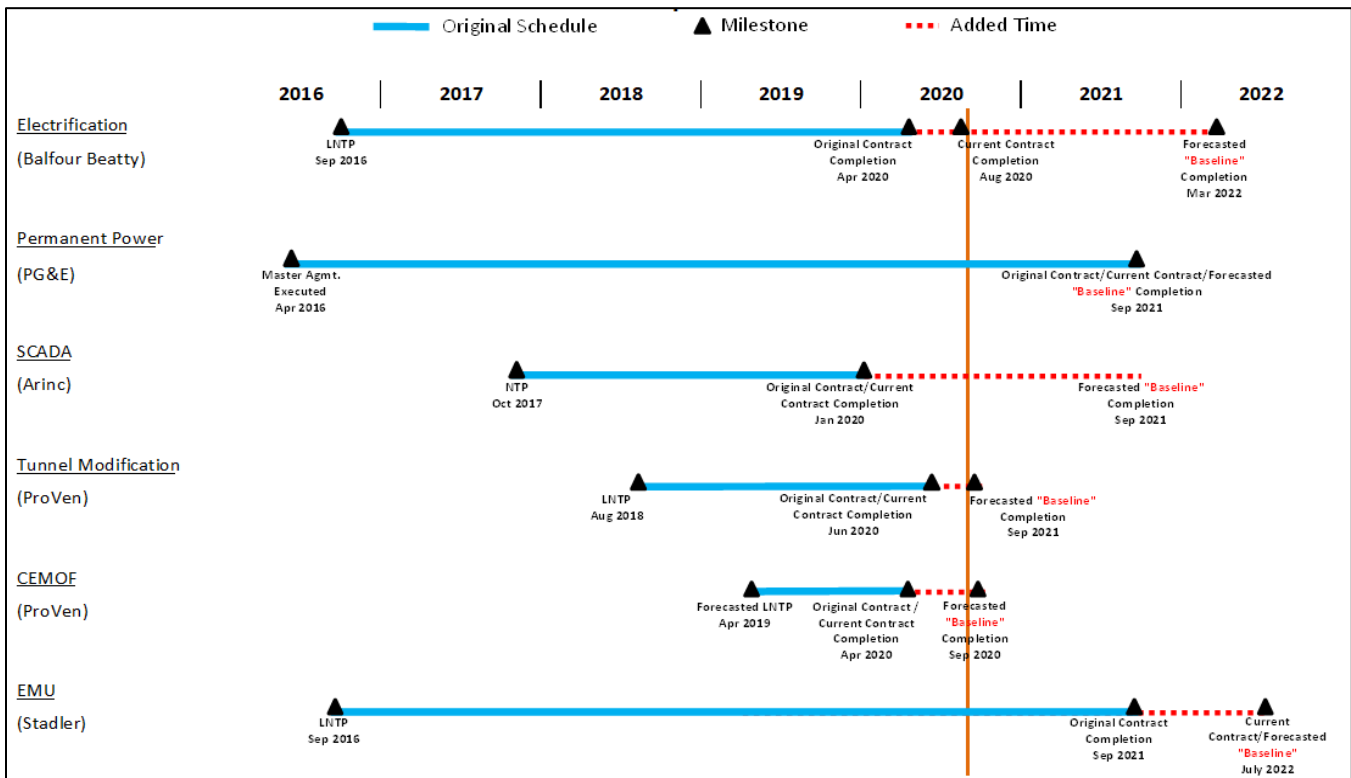 Original Schedule Milestone Added Time
2016 2017 2018 2019 2020 2021 2022
Electrification
(Balfour Beatty)
LNTP
Sep 2016
Original Contract
Completion
Apr 2020
Current Contract
Completion
Aug 2020
Forecasted
"Baseline"
Completion
Mar 2022
Permanent Power
(PG&E)
Master Agmt.
Executed
Apr 2016
Original Contract/Current Contract/Forecasted
"Baseline" Completion
Sep 2021
SCADA
(Arinc)
NTP
Oct 2017
Original Contract/Current
Contract Completion
Jan 2020
Forecasted "Baseline"
Completion
Sep 2021
Tunnel Modification
(ProVen)
LNTP
Aug 2018
Original Contract/Current
Contract Completion
Jun 2020
Forecasted "Baseline"
Completion
Sep 2021
CEMOF
(ProVen)
Forecasted LNTP
Apr 2019
Original Contract /
Current Contract
Completion
Apr 2020
Forecasted
"Baseline"
Completion
Sep 2020
EMU
(Stadler)
LNTP
Sep 2016
Original Contract
Completion
Sep 2021
Current
Contract/Forecasted
"Baseline"
July 2022